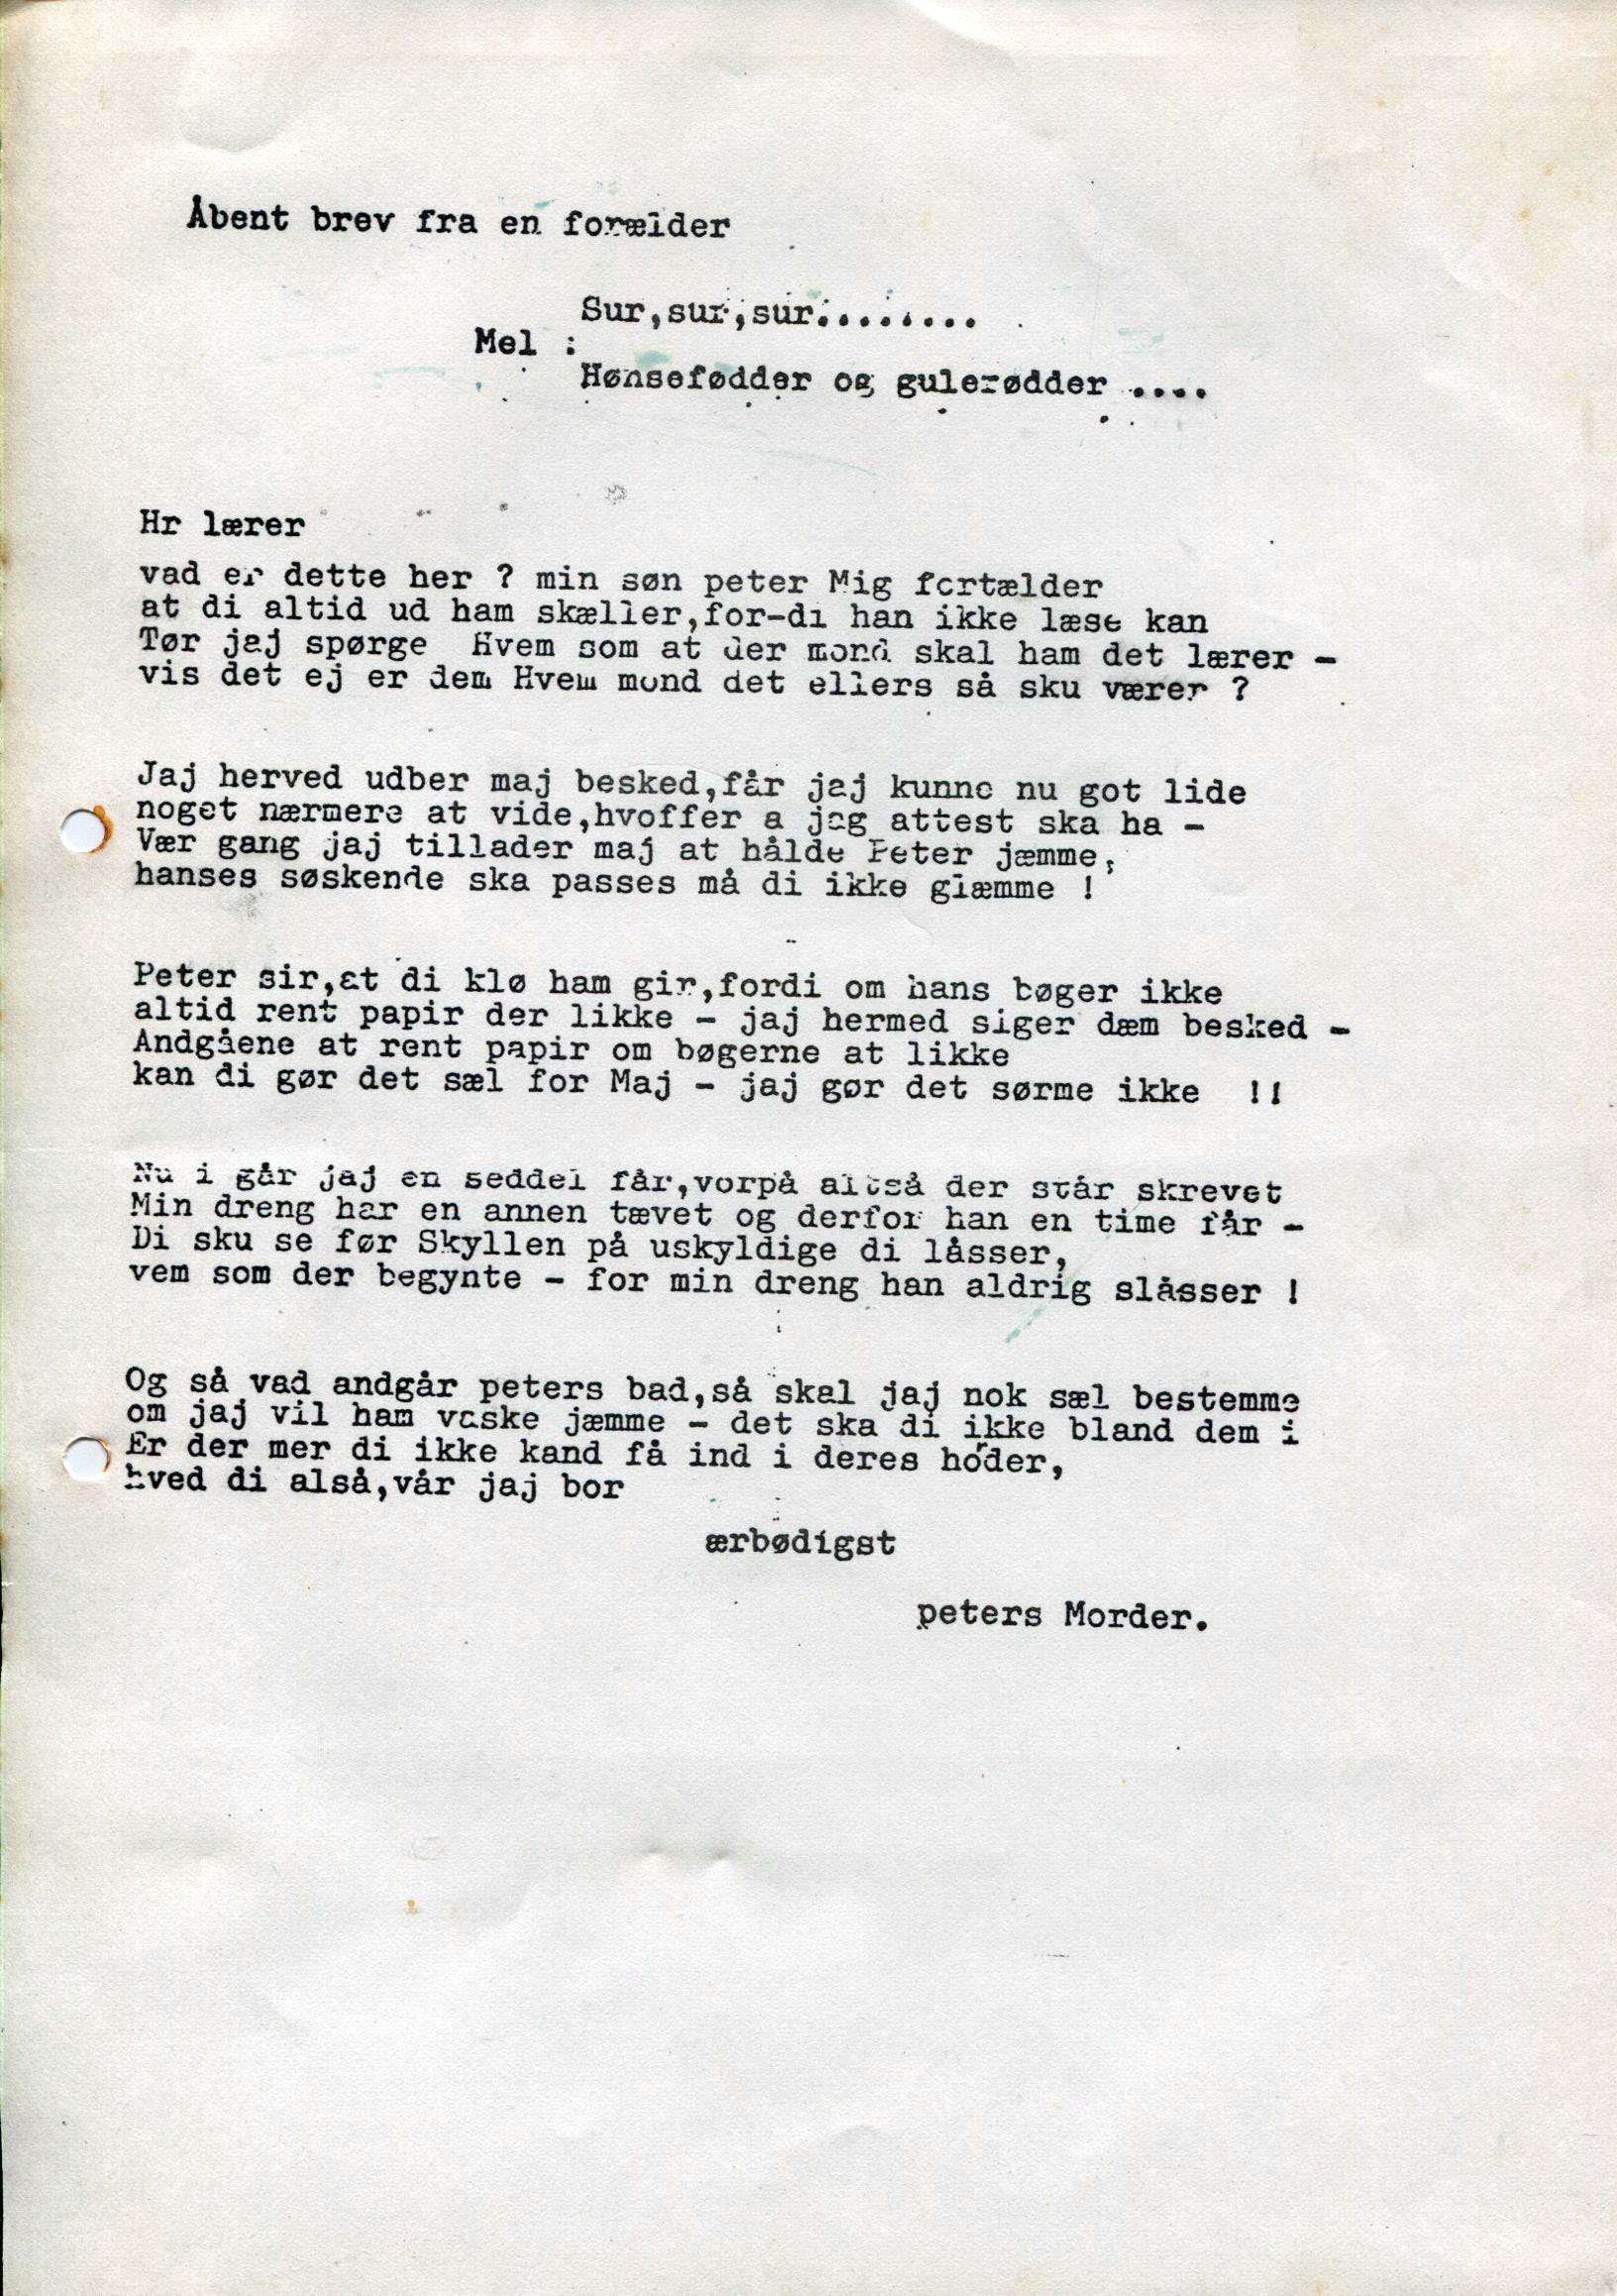 Åbent brev fra en forælder
Sur,sur,sur.........
Mel :
Hønsefødder og gulerødder ....
Hr lærer
vad er dette her ? min søn peter Mig fortælder
at di altid ud ham skæller,for-di han ikke læse kan
Tør jaj spørge Hvem som at der mond skal ham det lærer -
vis det ej er dem Hvem mond det ellers så sku værer ?
Jaj herved udber maj besked,får jaj kunne nu got lide
noget nærmere at vide,hvoffer a jag attest ska ha -
Vær gang jaj tillader maj at hålde Peter jæmme,
hanses søskende ska passes må di ikke glæmme !
Peter sir,at di klø ham gir,fordi om hans bøger ikke
altid rent papir der likke - jaj hermed siger dæm besked -
Andgåene at rent papir om bøgerne at likke
kan di gør det sæl for Maj - jaj gør det sørme ikke !!
Nu i går jaj en seddel får,vorpå altså der står skrevet
Min dreng har en annen tævet og derfor han en time får -
Di sku se før Skyllen på uskyldige di låsser,
vem som der begynte - for min dreng han aldrig slåsser !
Og så vad andgår peters bad,så skal jaj nok sæl bestemme
om jaj vil ham vaske jæmme - det ska di ikke bland dem i
Er der mer di ikke kand få ind i deres hoder,
hved di alså,vår jaj bor
ærbødigst
peters Morder.